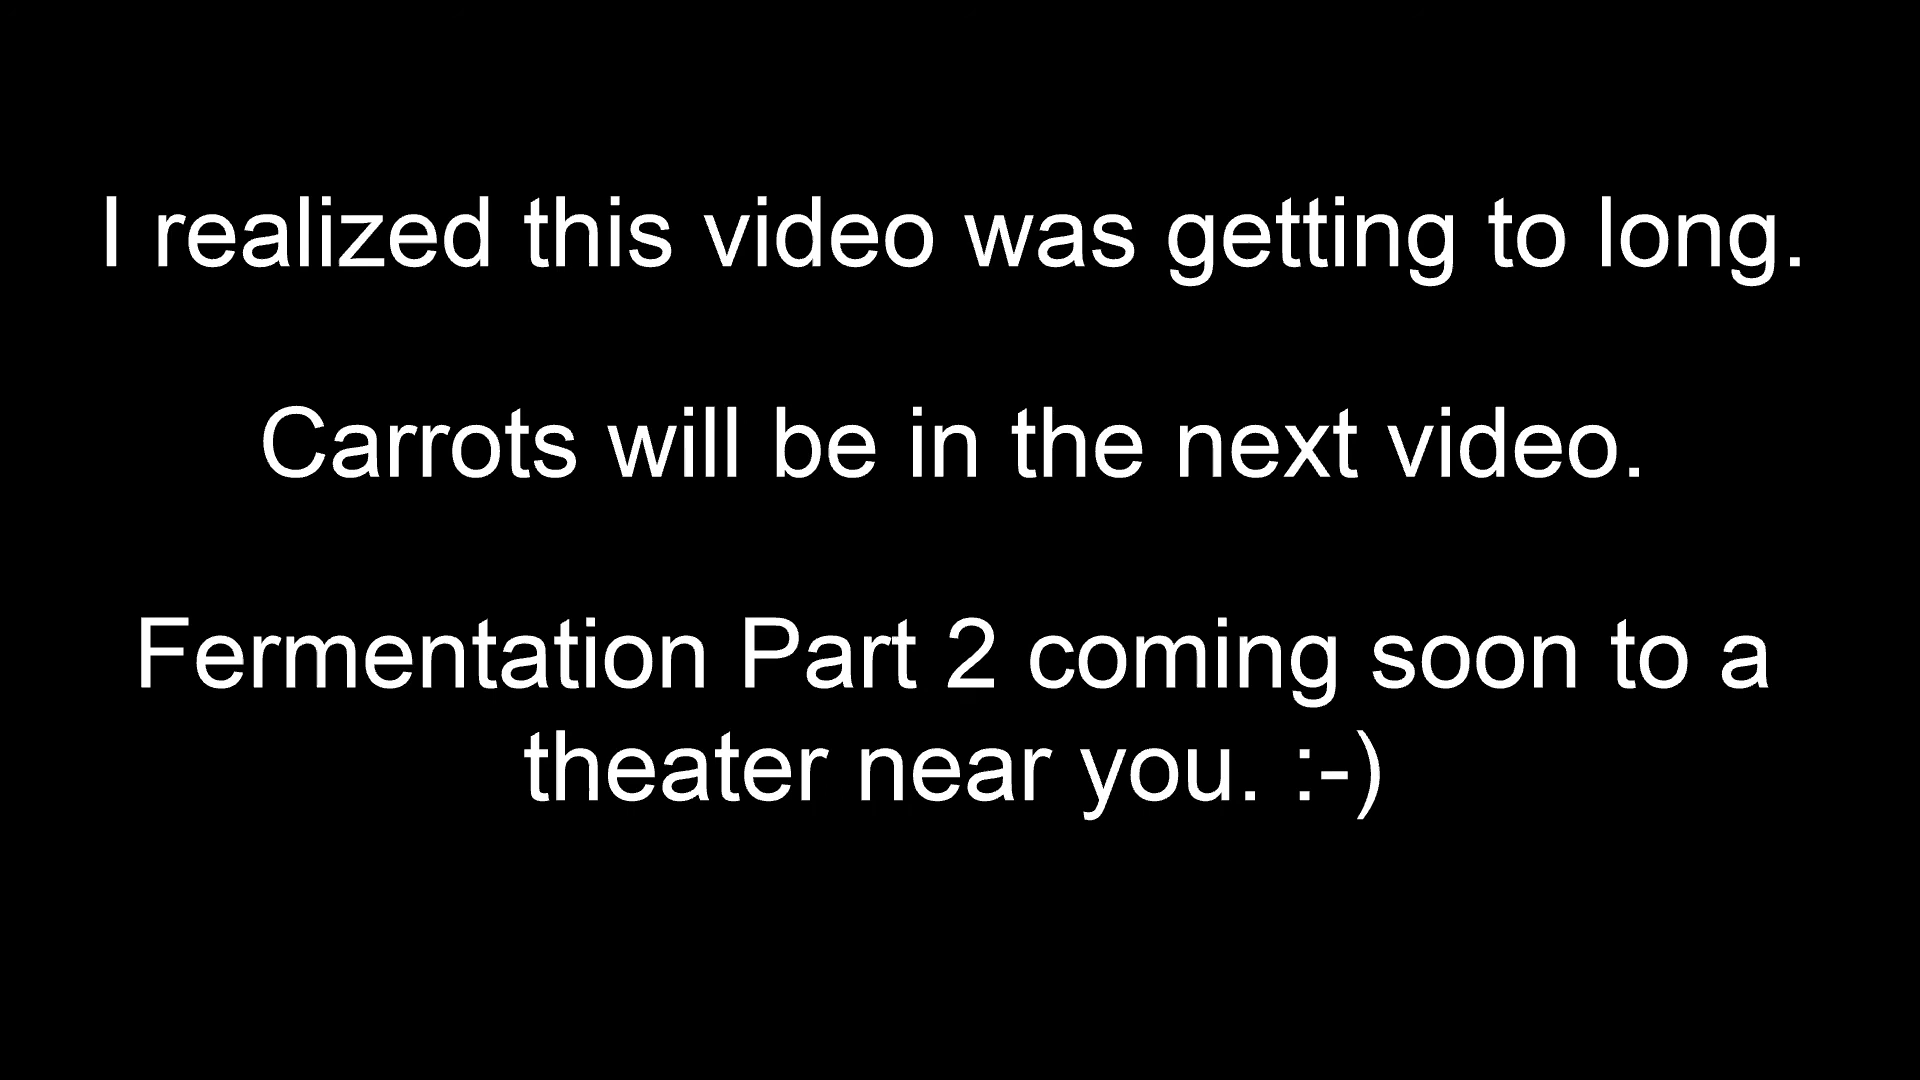 I realized this video was getting to long.
Carrots will be in the next video.
Fermentation Part 2 coming soon to a
theater near you. :-)